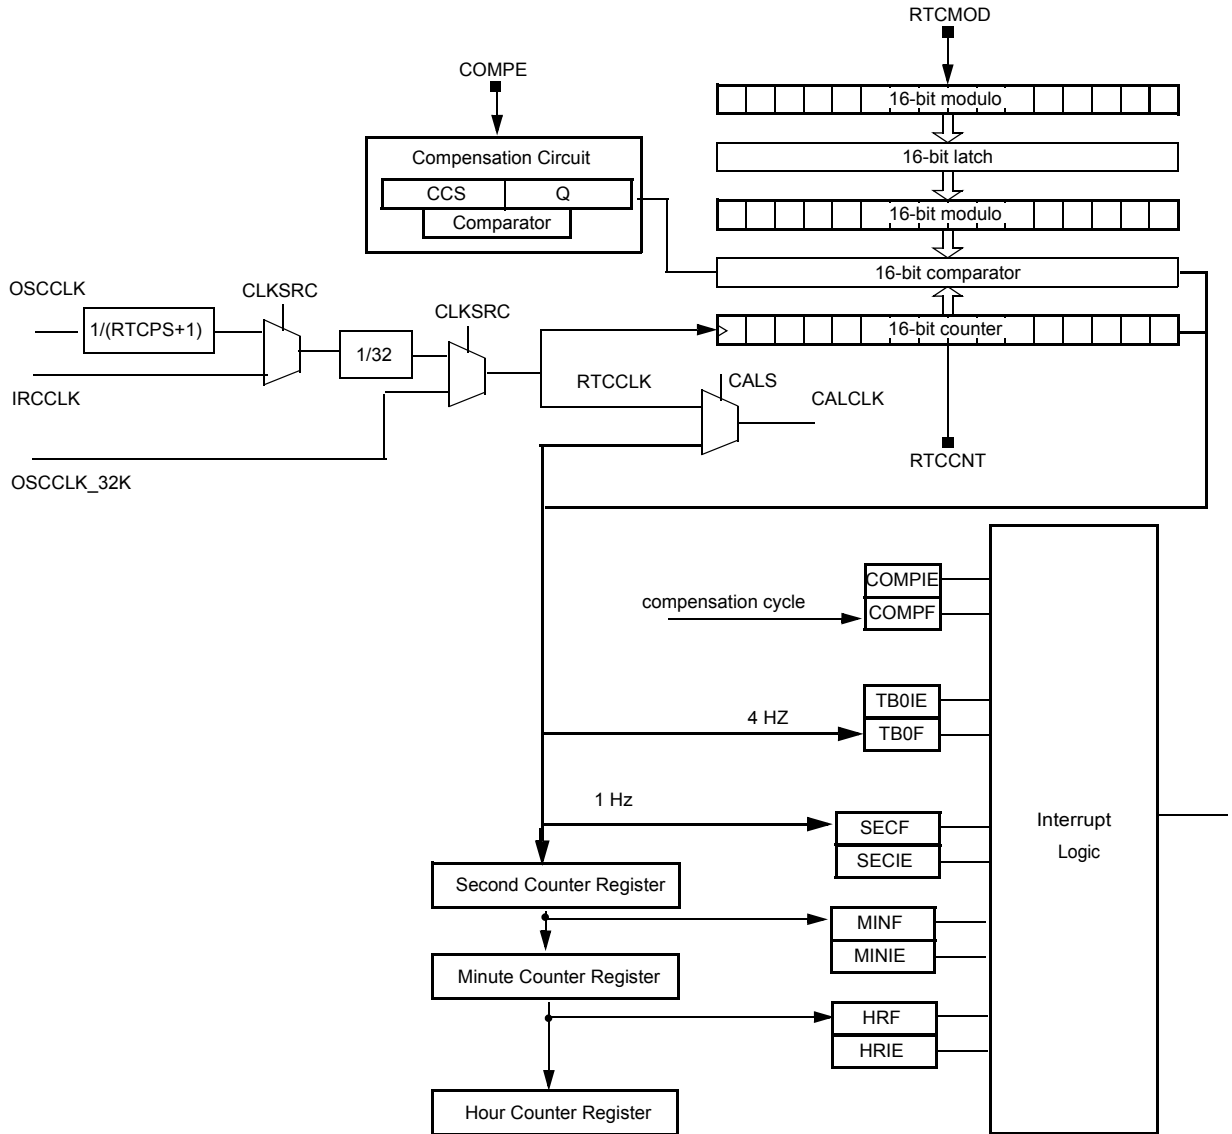 RTCMOD
COMPE
16-bit modulo
Compensation Circuit
16-bit latch
CCS
Q
Comparator
16-bit modulo
16-bit comparator
OSCCLK
CLKSRC
CLKSRC
1/(RTCPS+1)
16-bit counter
1/32
RTCCLK
CALS
IRCCLK
CALCLK
RTCCNT
OSCCLK_32K
COMPIE
compensation cycle
COMPF
TB0IE
4 HZ
TB0F
1 Hz
SECF
Interrupt
Logic
SECIE
Second Counter Register
MINF
MINIE
Minute Counter Register
HRF
HRIE
Hour Counter Register